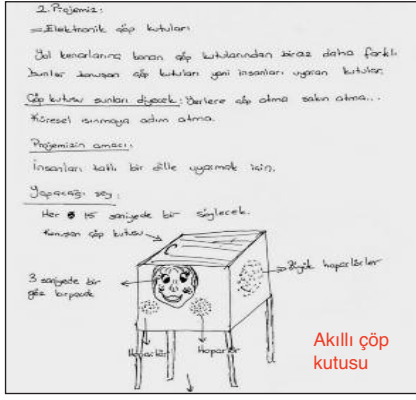 2. Projemiz:
= Elektronik çöp kutuları
Yol kenarlarına konan çöp kutularından biraz daha farklı
bunlar konuşan çöp kutuları yani insanları uyaran kutular.
Çöp kutusu şunları diyecek: Yerlere çöp atma sakın atma...
Küresel ısınmaya adım atma.
Projemizin amacı:
İnsanları tatlı bir dille uyarmak için.
Yapacağı şey:
Her 15 saniyede bir söylecek.
Konuşan çöp kutusu
3 saniyede bir
göz kırpacak
Büyük hoparlörler
Hoparlör
Hoparlör
Akıllı çöp
kutusu